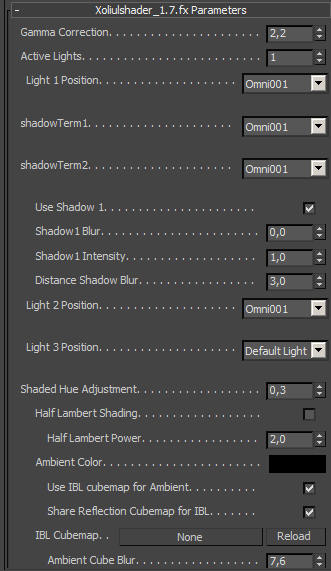 - Xoliulshader_1.7.fx Parameters
Gamma Correction. . . . . . . . . . . . . . . . . . . . . . . 2,2
Active Lights. . . . . . . . . . . . . . . . . . . . . . . . . . . . 1
Light 1 Position. . . . . . . . . . . . . . . . . . . . Omni001
shadowTerm1. . . . . . . . . . . . . . . . . . . . . Omni001
shadowTerm2. . . . . . . . . . . . . . . . . . . . . Omni001
Use Shadow 1. . . . . . . . . . . . . . . . . . . . . . .
Shadow1 Blur. . . . . . . . . . . . . . . . . . . . . . . 0,0
Shadow1 Intensity. . . . . . . . . . . . . . . . . . . 1,0
Distance Shadow Blur. . . . . . . . . . . . . . . . 3,0
Light 2 Position. . . . . . . . . . . . . . . . . . . . Omni001
Light 3 Position. . . . . . . . . . . . . . . . . . . . Default Light
Shaded Hue Adjustment. . . . . . . . . . . . . . . . . . 0,3
Half Lambert Shading. . . . . . . . . . . . . . . . . . .
Half Lambert Power. . . . . . . . . . . . . . . . . . 2,0
Ambient Color. . . . . . . . . . . . . . . . . . . . . . .
Use IBL cubemap for Ambient. . . . . . . . . .
Share Reflection Cubemap for IBL. . . . . . .
IBL Cubemap. . None Reload
Ambient Cube Blur. . . . . . . . . . . . . . . . . . . 7,6